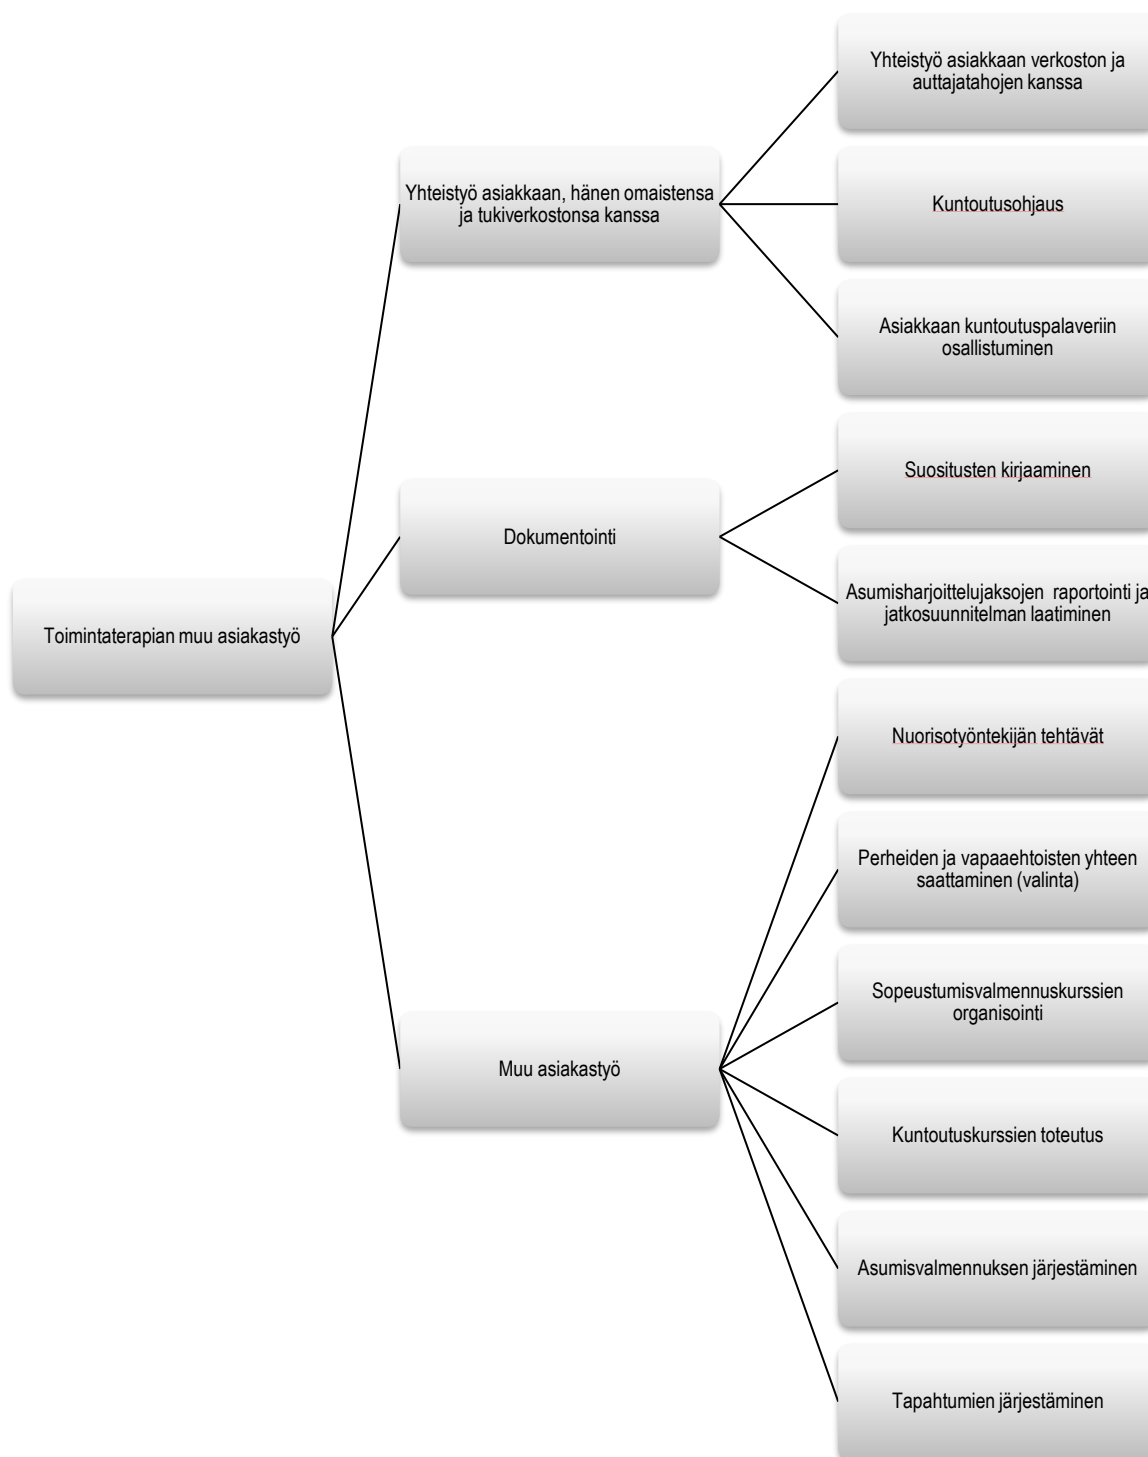 Yhteistyö asiakkaan verkoston ja
auttajatahojen kanssa
Yhteistyö asiakkaan, hänen omaistensa
ja tukiverkostonsa kanssa
Kuntoutusohjaus
Asiakkaan kuntoutuspalaveriin
osallistuminen
Suositusten kirjaaminen
Dokumentointi
Asumisharjoittelujaksojen raportointi ja
jatkosuunnitelman laatiminen
Toimintaterapian muu asiakastyö
Nuorisotyöntekijän tehtävät
Perheiden ja vapaaehtoisten yhteen
saattaminen (valinta)
Sopeustumisvalmennuskurssien
organisointi
Muu asiakastyö
Kuntoutuskurssien toteutus
Asumisvalmennuksen järjestäminen
Tapahtumien järjestäminen